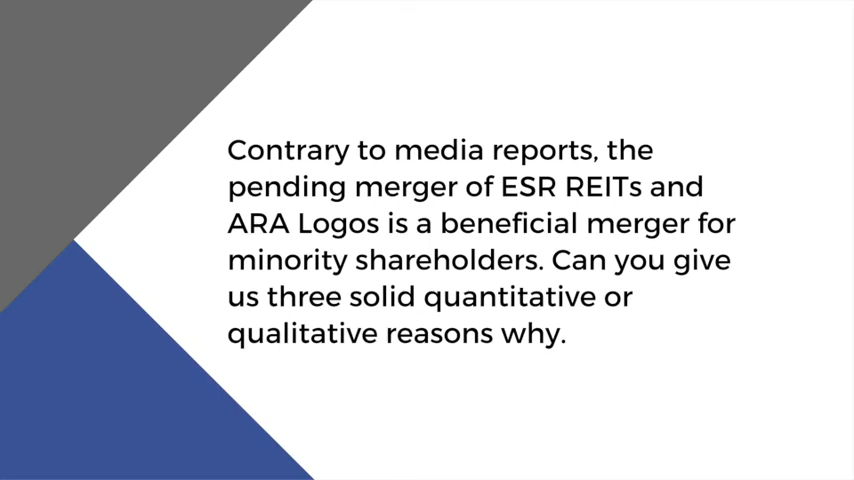 Contrary to media reports, the
pending merger of ESR REITs and
ARA Logos is a beneficial merger for
minority shareholders. Can you give
us three solid quantitative or
qualitative reasons why.